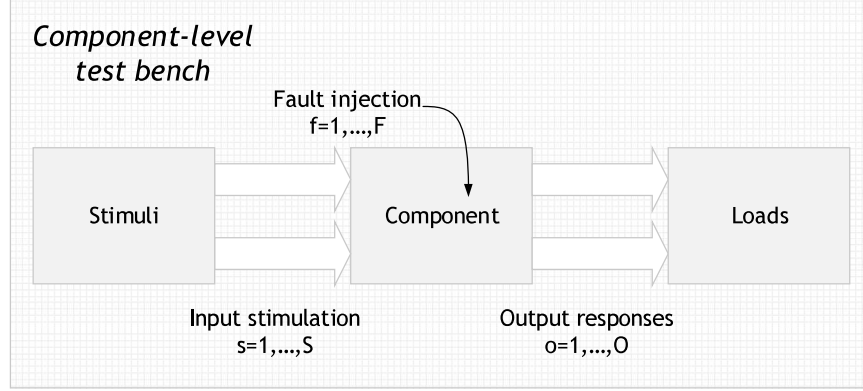 Component-level
test bench
Fault injection
f=1,...,F
Stimuli
Component
Loads
Input stimulation
s=1,...,S
Output responses
o=1,...,O